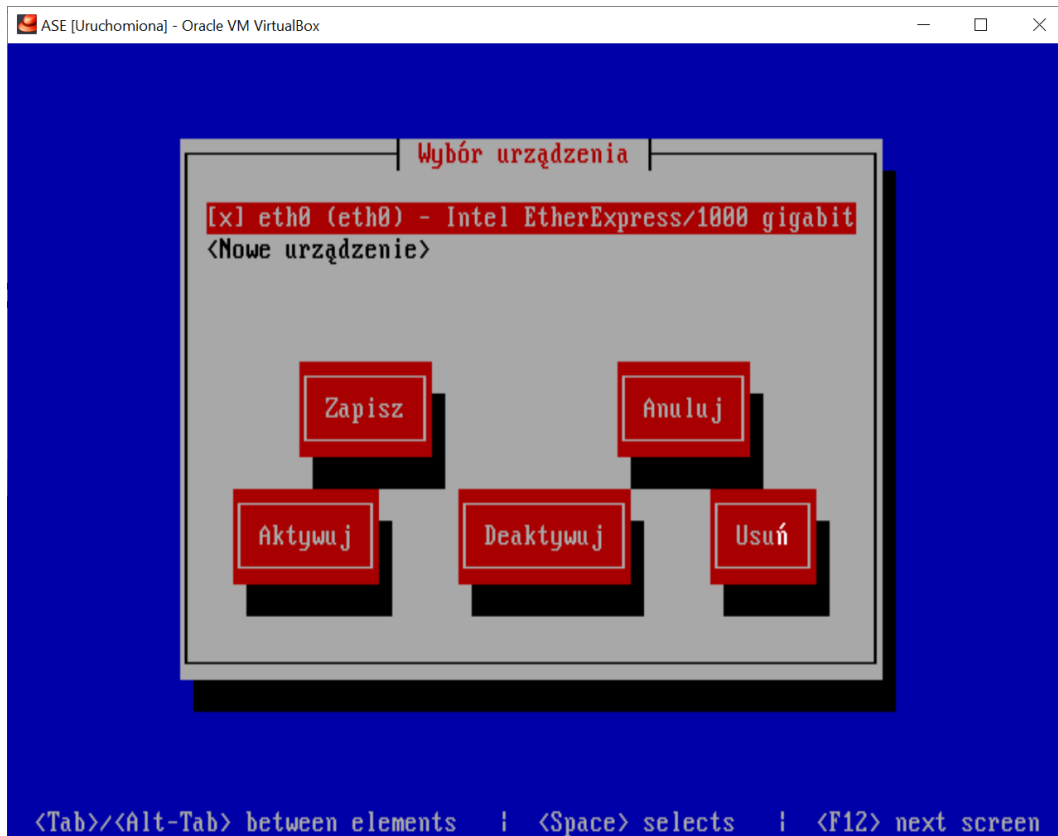 ASE [Uruchomiona] - Oracle VM VirtualBox
Wybór urządzenia
[x] eth0 (eth0) - Intel EtherExpress/1000 gigabit
<Nowe urządzenie>
Zapisz Anuluj
Aktywuj Deaktywuj Usuń
<Tab>/<Alt-Tab> between elements | <Space> selects | <F12> next screen